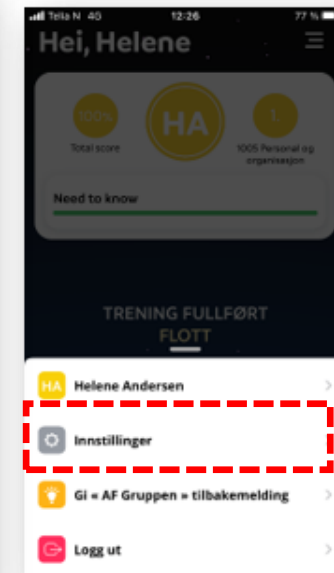 Telia N 4G 12:26 77 %
Hei, Helene
100%
HA
1.
Total score
1005 Personal og
organisasjon
Need to know
TRENING FULLFØRT
FLOTT
HA Helene Andersen
Innstillinger
Gi « AF Gruppen » tilbakemelding
Logg ut